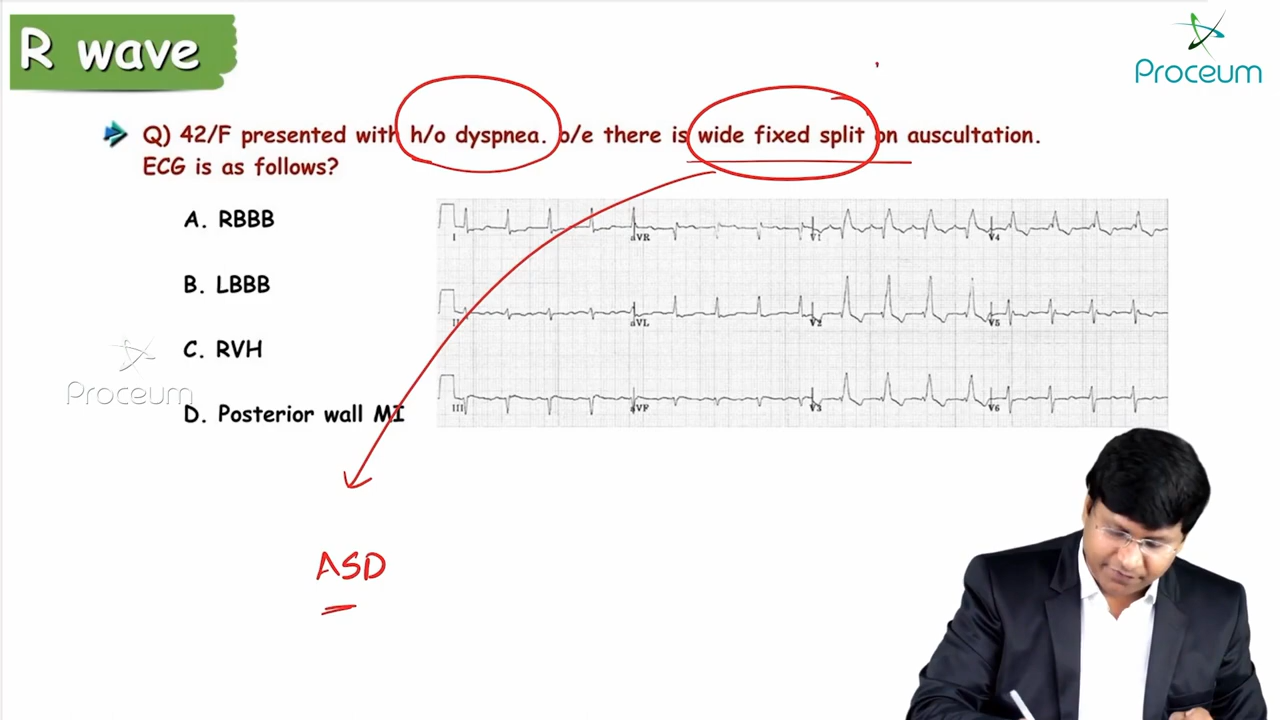 R wave
Proceum
Q) 42/F presented with h/o dyspnea. o/e there is wide fixed split on auscultation.
ECG is as follows?
A. RBBB
B. LBBB
C. RVH
D. Posterior wall MI
I aVR V1 V4
II aVL V2 V5
III aVF V3 V6
Proceum
ASD